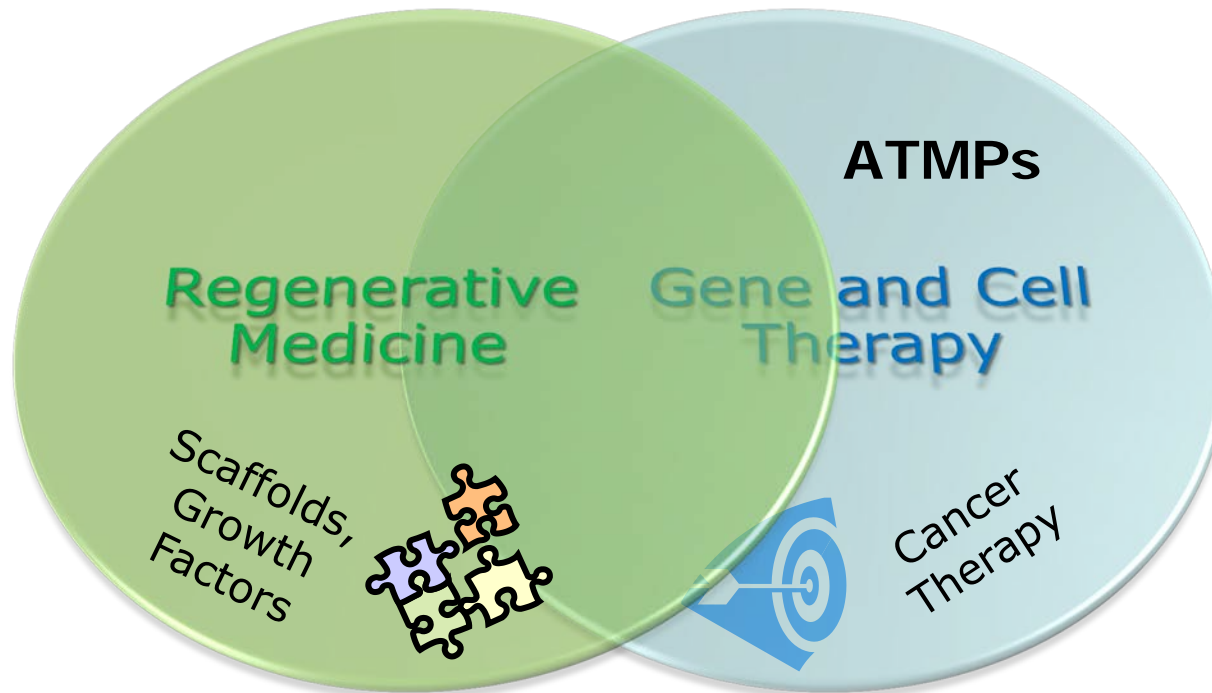 ATMPs
Regenerative
Medicine
Gene and Cell
Therapy
Scaffolds,
Growth
Factors
Cancer
Therapy